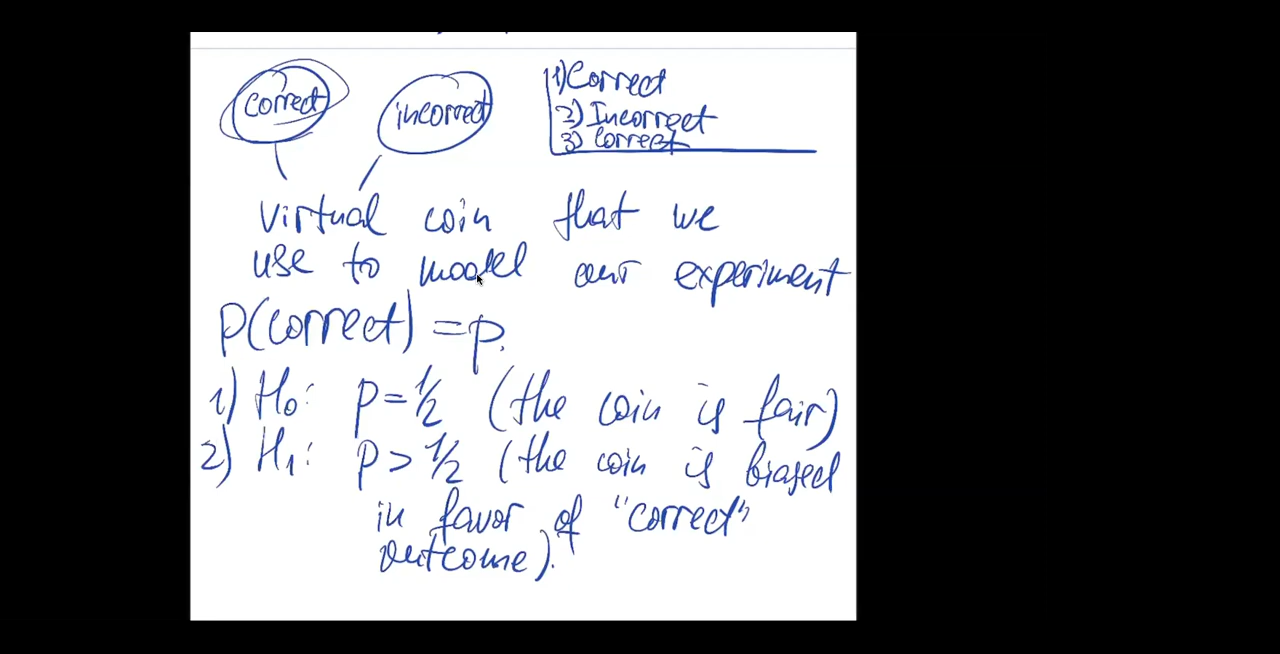 correct
incorrect
1) Correct
2) Incorrect
3) Correct
virtual coin that we
use to model our experiment
P(correct) = p.
1) H₀: p = 1/2 (the coin is fair)
2) H₁: p > 1/2 (the coin is biased
in favor of "correct"
outcome).